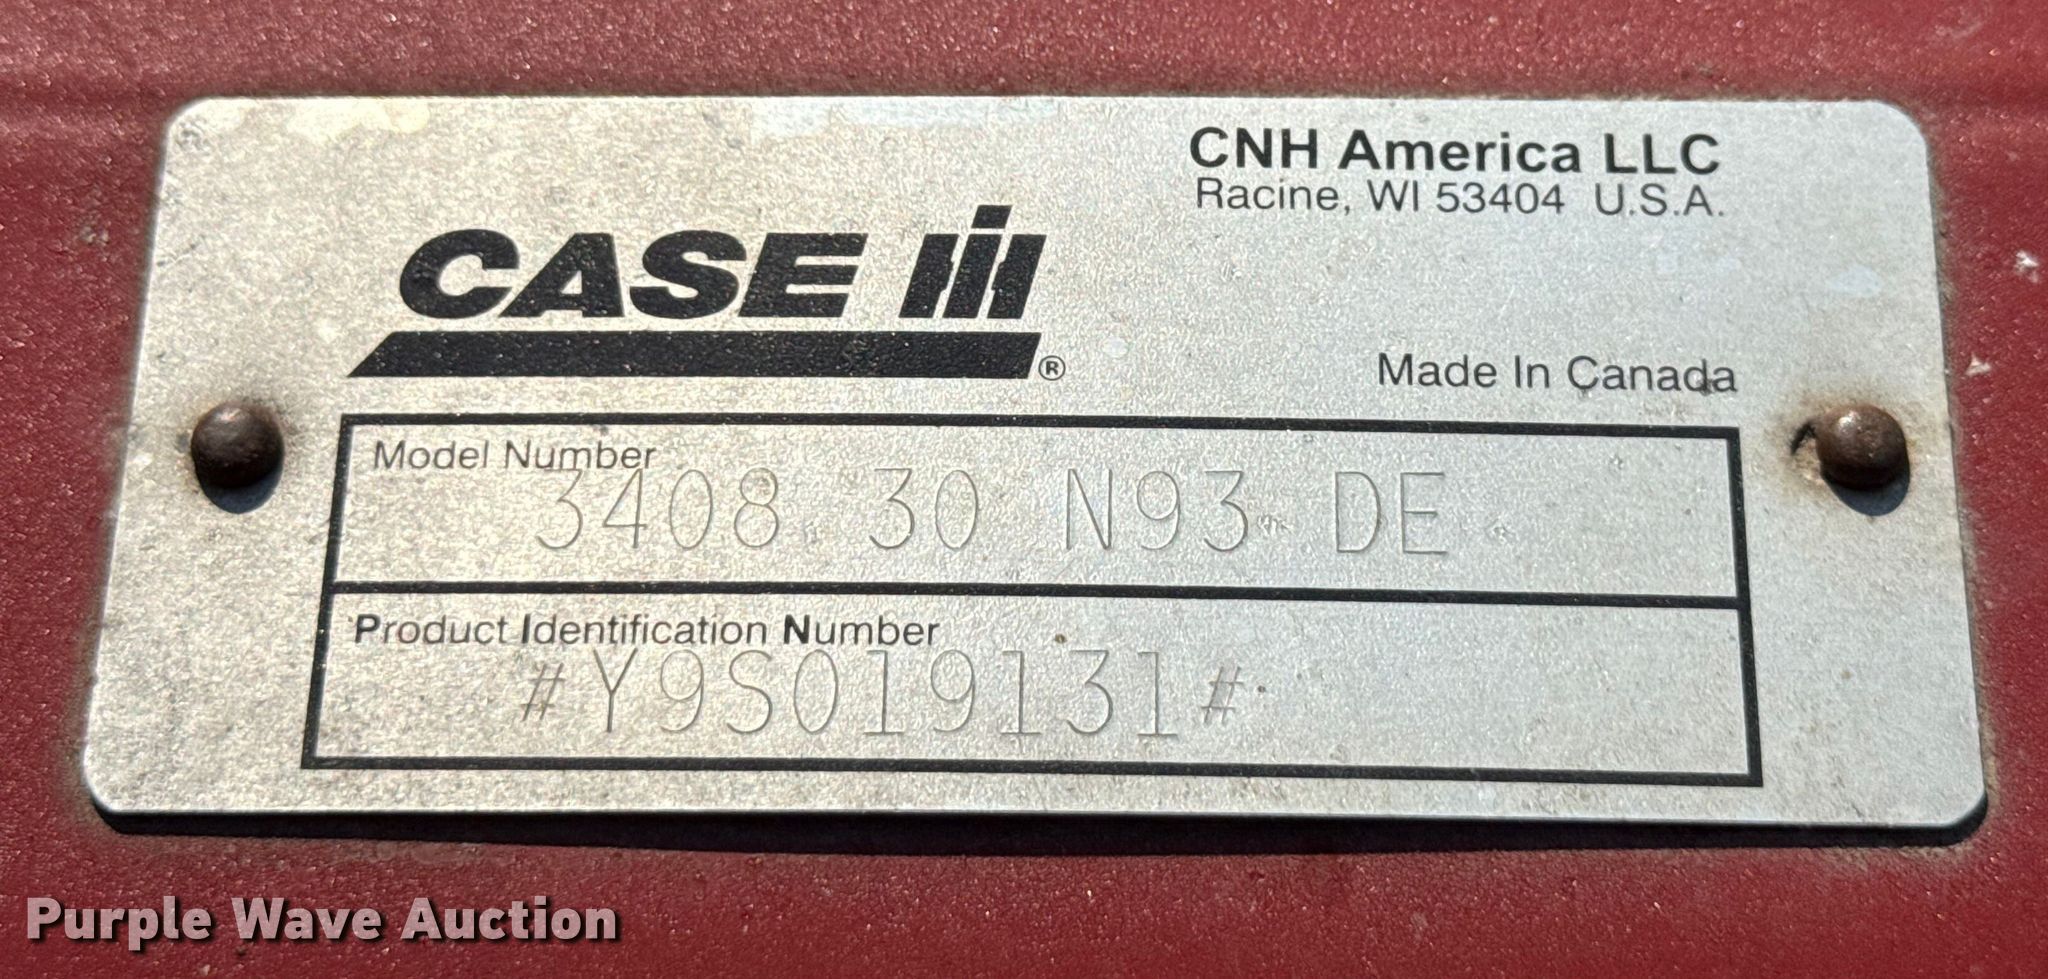 CNH America LLC
Racine, WI 53404 U.S.A.
CASE IH®
Made In Canada
Model Number
3408 30 N93 DE
Product Identification Number
#Y9S019131#
Purple Wave Auction